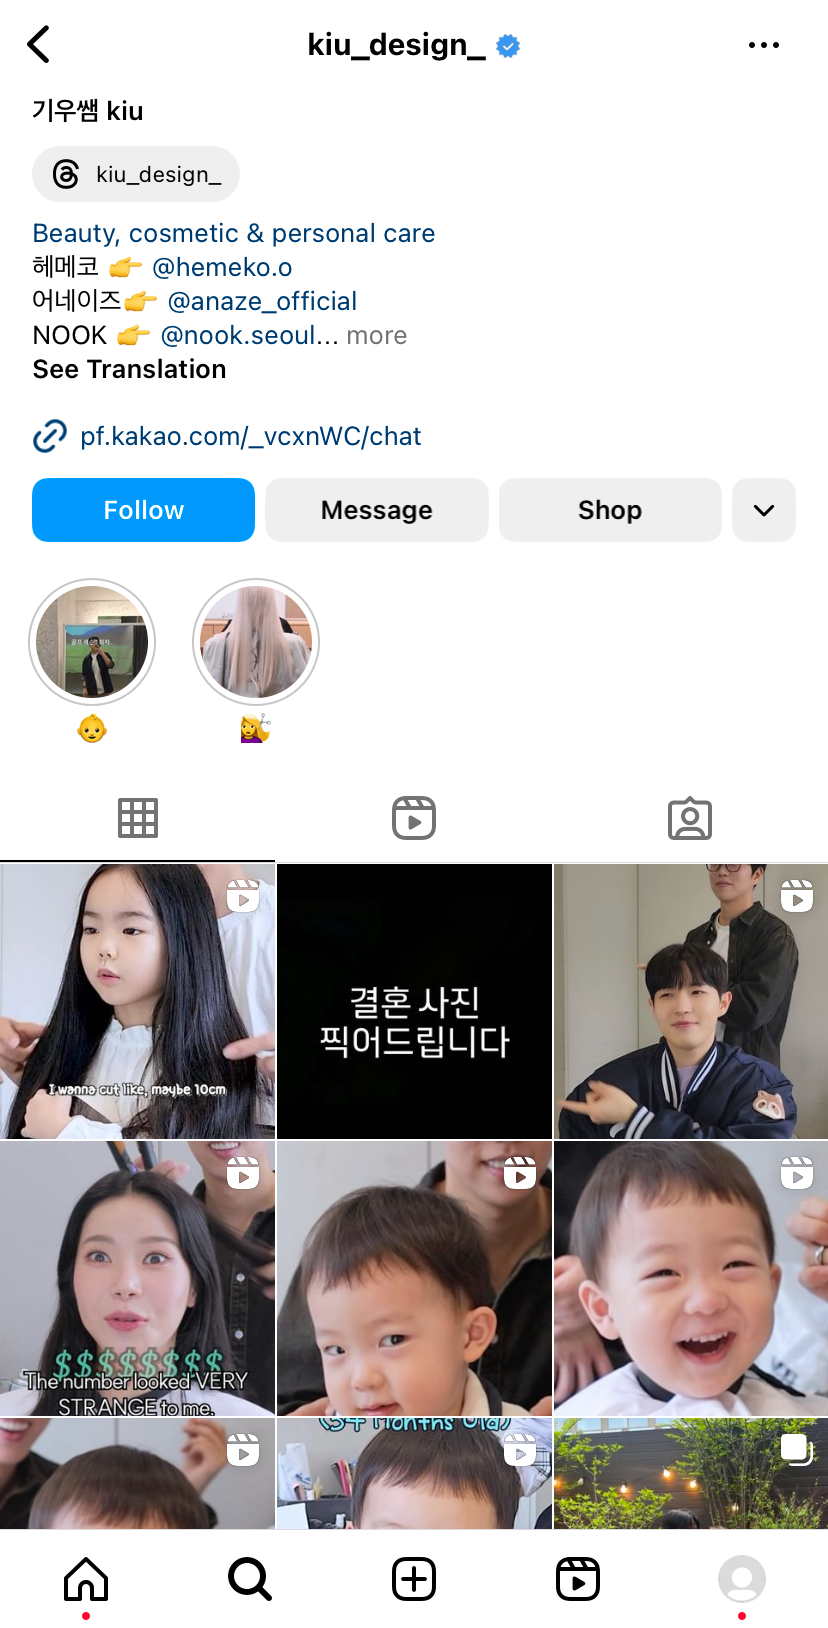 kiu_design_
기우쌤 kiu
kiu_design_
Beauty, cosmetic & personal care
헤메코 👉 @hemeko.o
어네이즈👉 @anaze_official
NOOK 👉 @nook.seoul... more
See Translation
pf.kakao.com/_vcxnWC/chat
Follow
Message
Shop
I wanna cut like, maybe 10cm
결혼 사진
찍어드립니다
$$$$$$$$
The number looked VERY
STRANGE to me.
(34 Months Old)